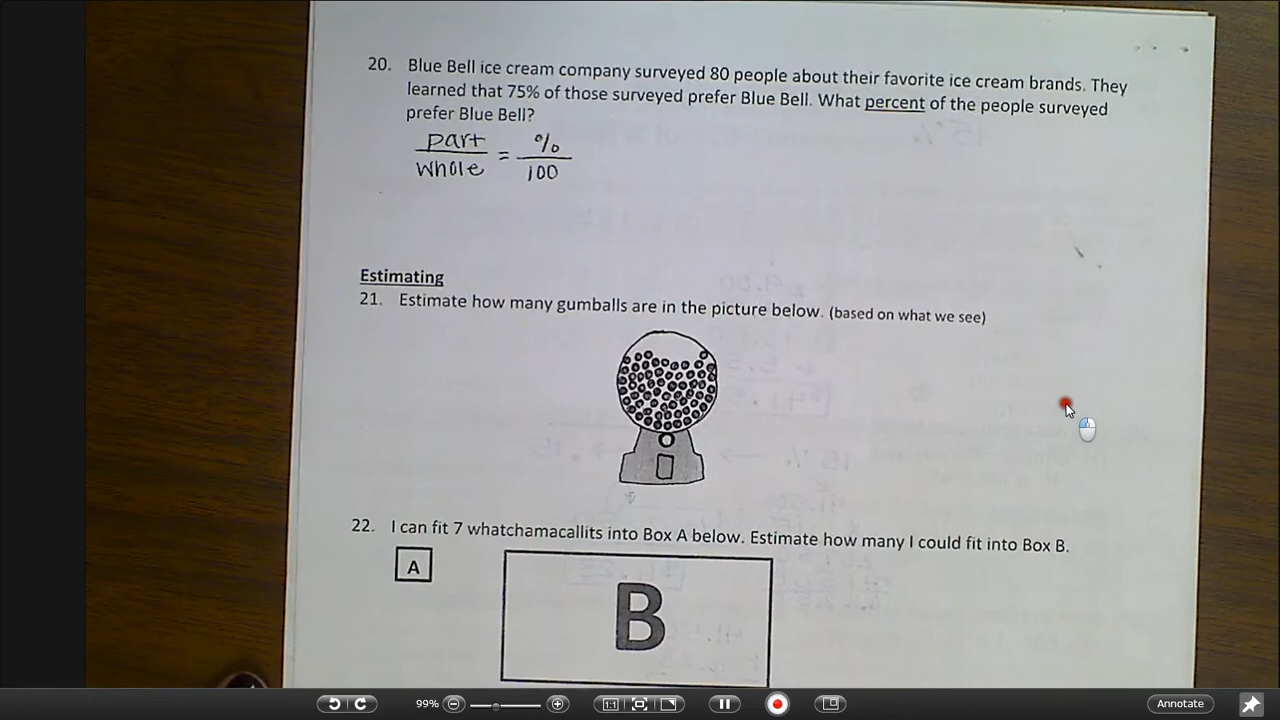 20. Blue Bell ice cream company surveyed 80 people about their favorite ice cream brands. They
learned that 75% of those surveyed prefer Blue Bell. What percent of the people surveyed
prefer Blue Bell?
part = %
whole 100
Estimating
21. Estimate how many gumballs are in the picture below. (based on what we see)
22. I can fit 7 whatchamacallits into Box A below. Estimate how many I could fit into Box B.
A
B
99%
1:1
Annotate